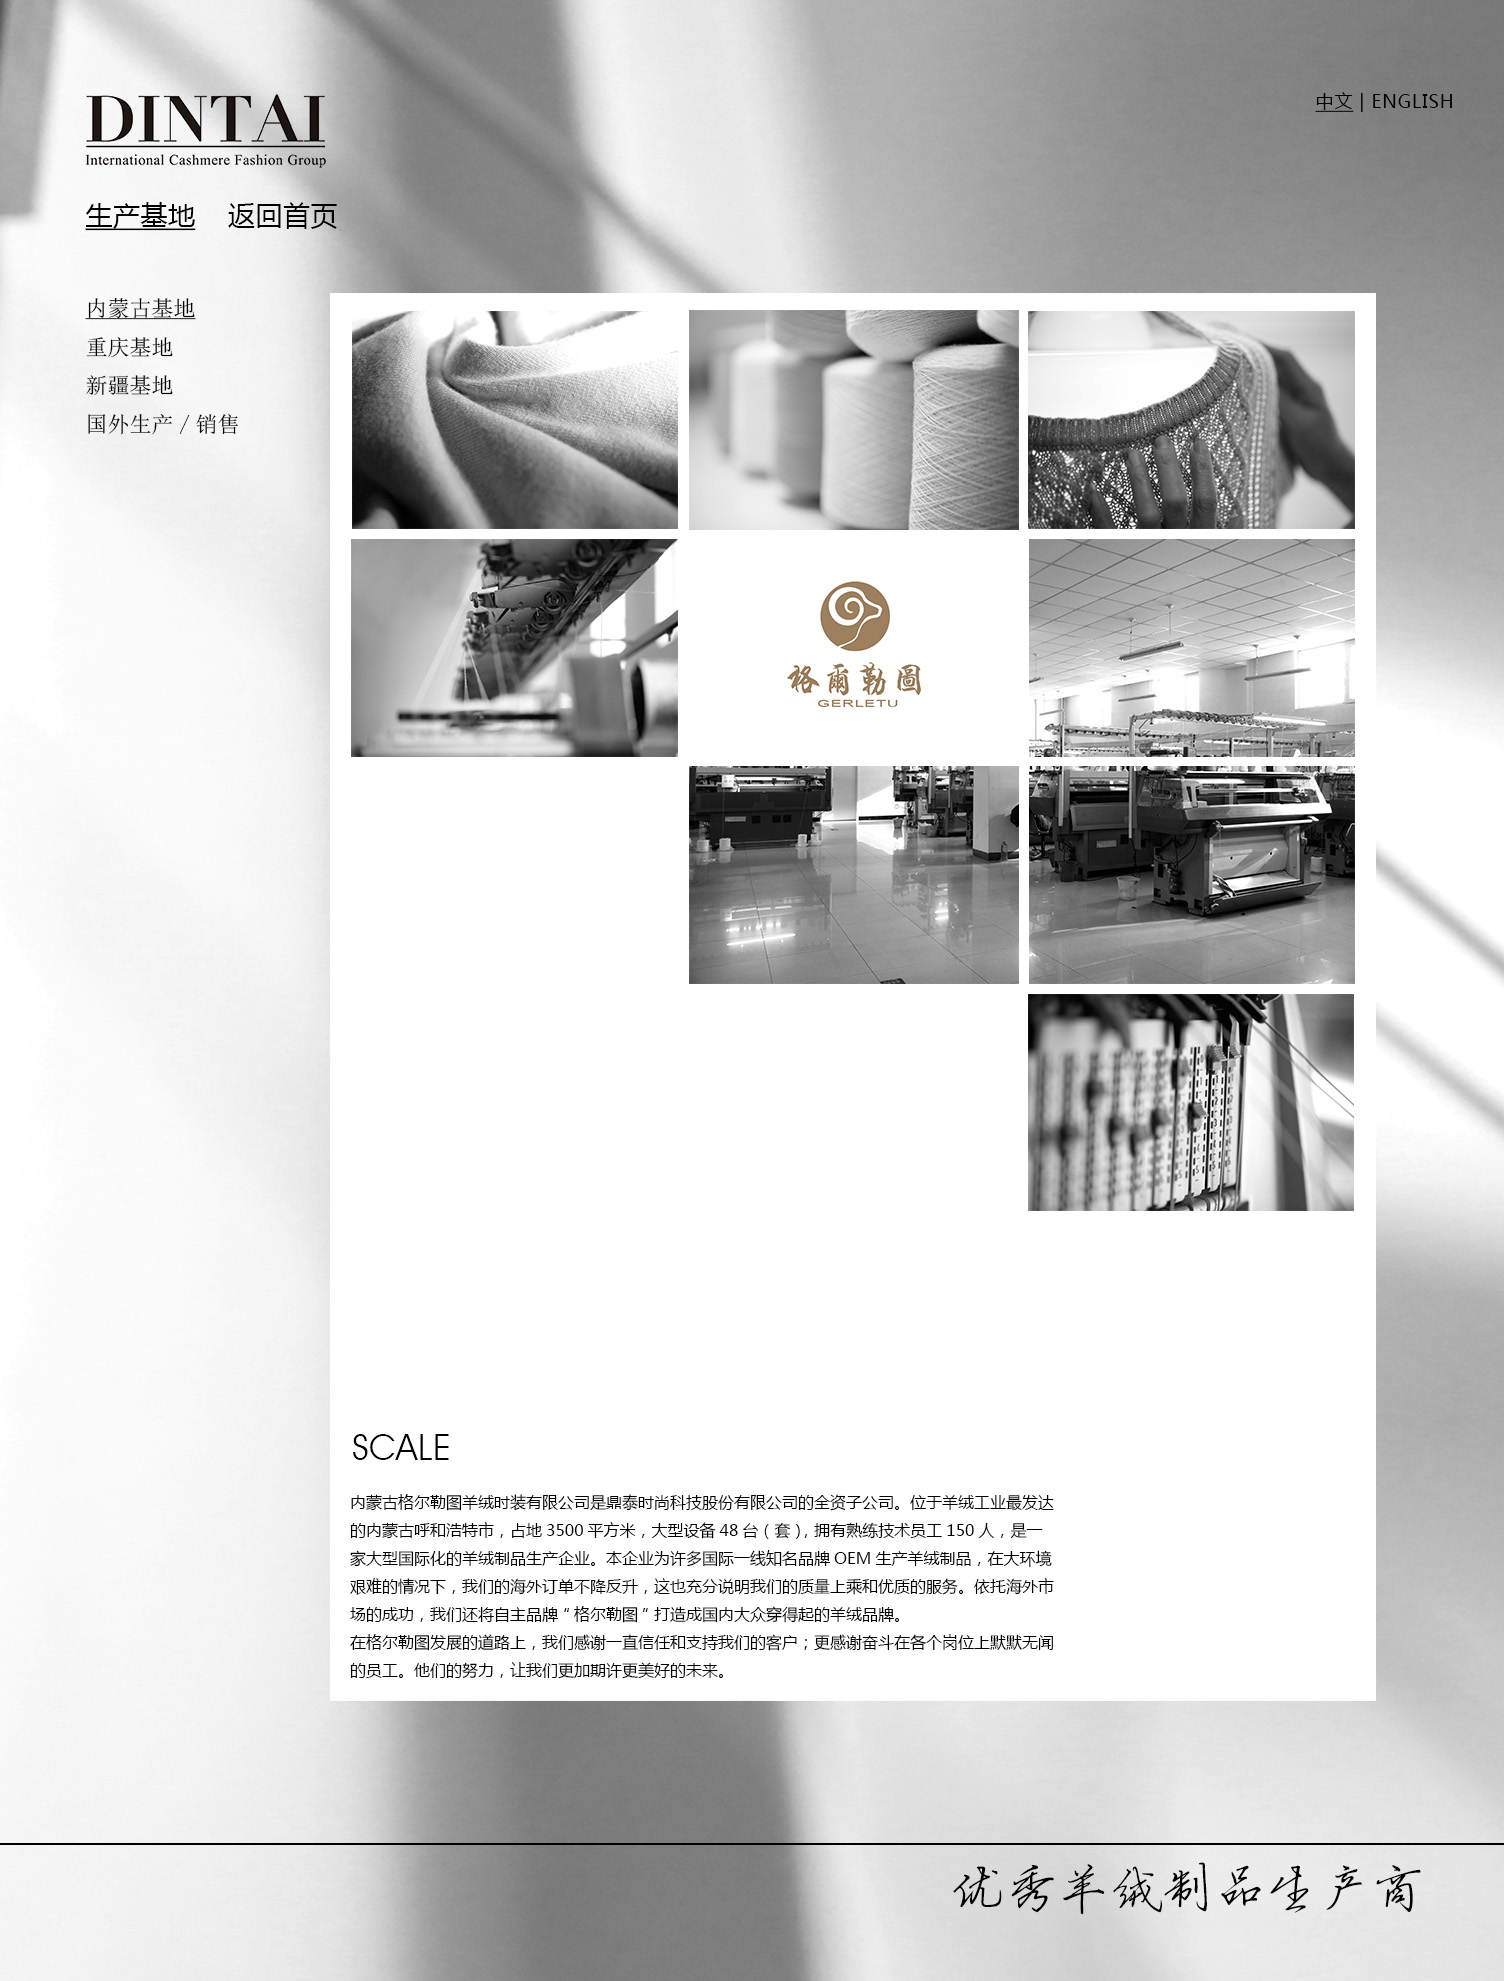 DINTAI
International Cashmere Fashion Group
中文 | ENGLISH
生产基地 返回首页
内蒙古基地
重庆基地
新疆基地
国外生产 / 销售
格爾勒圖
GERLETU
SCALE
内蒙古格尔勒图羊绒时装有限公司是鼎泰时尚科技股份有限公司的全资子公司。位于羊绒工业最发达
的内蒙古呼和浩特市，占地 3500 平方米，大型设备 48 台（套），拥有熟练技术员工 150 人，是一
家大型国际化的羊绒制品生产企业。本企业为许多国际一线知名品牌 OEM 生产羊绒制品，在大环境
艰难的情况下，我们的海外订单不降反升，这也充分说明我们的质量上乘和优质的服务。依托海外市
场的成功，我们还将自主品牌 “ 格尔勒图 ” 打造成国内大众穿得起的羊绒品牌。
在格尔勒图发展的道路上，我们感谢一直信任和支持我们的客户；更感谢奋斗在各个岗位上默默无闻
的员工。他们的努力，让我们更加期许更美好的未来。
优秀羊绒制品生产商